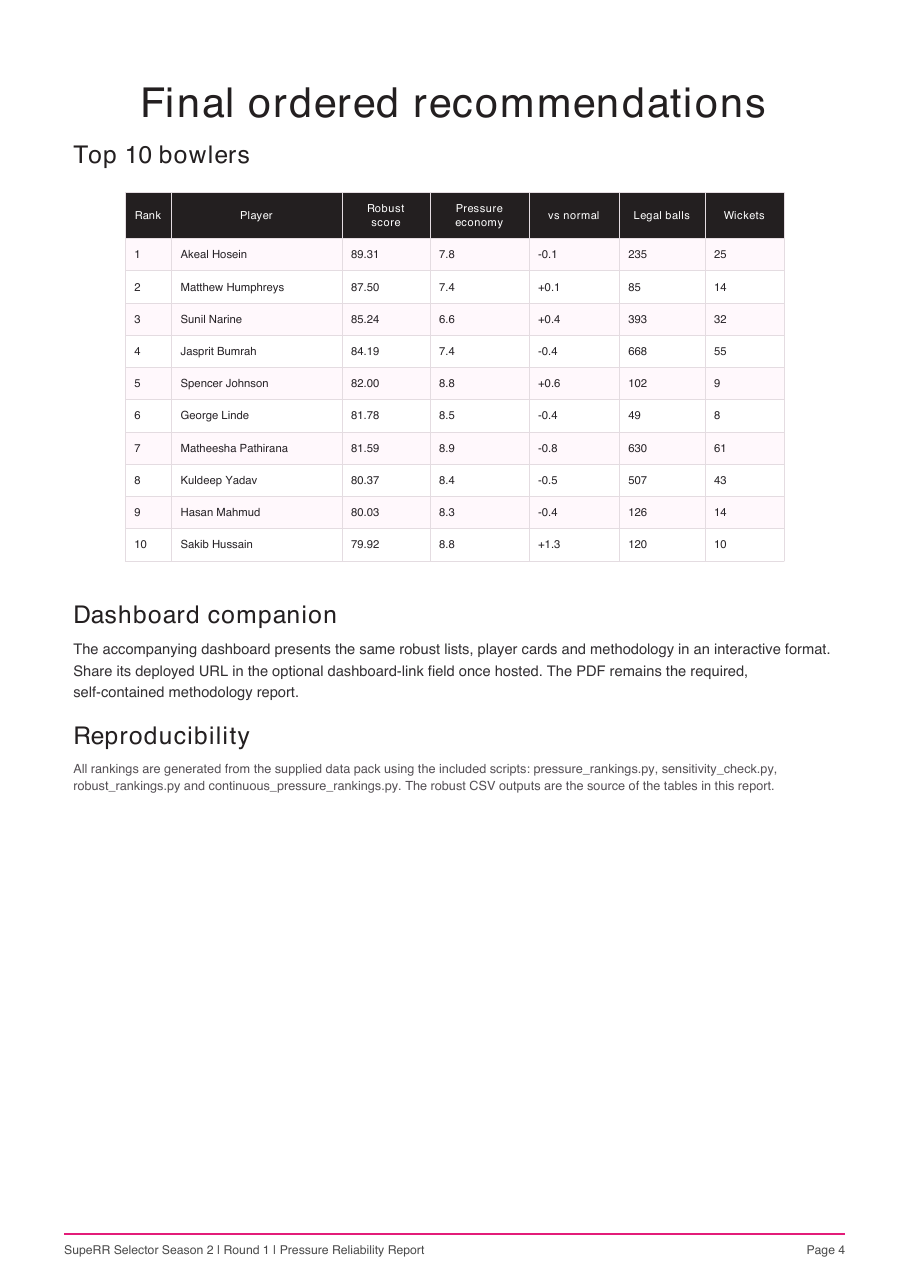 Final ordered recommendations
Top 10 bowlers
Rank Player Robust score Pressure economy vs normal Legal balls Wickets
1 Akeal Hosein 89.31 7.8 -0.1 235 25
2 Matthew Humphreys 87.50 7.4 +0.1 85 14
3 Sunil Narine 85.24 6.6 +0.4 393 32
4 Jasprit Bumrah 84.19 7.4 -0.4 668 55
5 Spencer Johnson 82.00 8.8 +0.6 102 9
6 George Linde 81.78 8.5 -0.4 49 8
7 Matheesha Pathirana 81.59 8.9 -0.8 630 61
8 Kuldeep Yadav 80.37 8.4 -0.5 507 43
9 Hasan Mahmud 80.03 8.3 -0.4 126 14
10 Sakib Hussain 79.92 8.8 +1.3 120 10
Dashboard companion
The accompanying dashboard presents the same robust lists, player cards and methodology in an interactive format.
Share its deployed URL in the optional dashboard-link field once hosted. The PDF remains the required,
self-contained methodology report.
Reproducibility
All rankings are generated from the supplied data pack using the included scripts: pressure_rankings.py, sensitivity_check.py,
robust_rankings.py and continuous_pressure_rankings.py. The robust CSV outputs are the source of the tables in this report.
SupeRR Selector Season 2 | Round 1 | Pressure Reliability Report Page 4